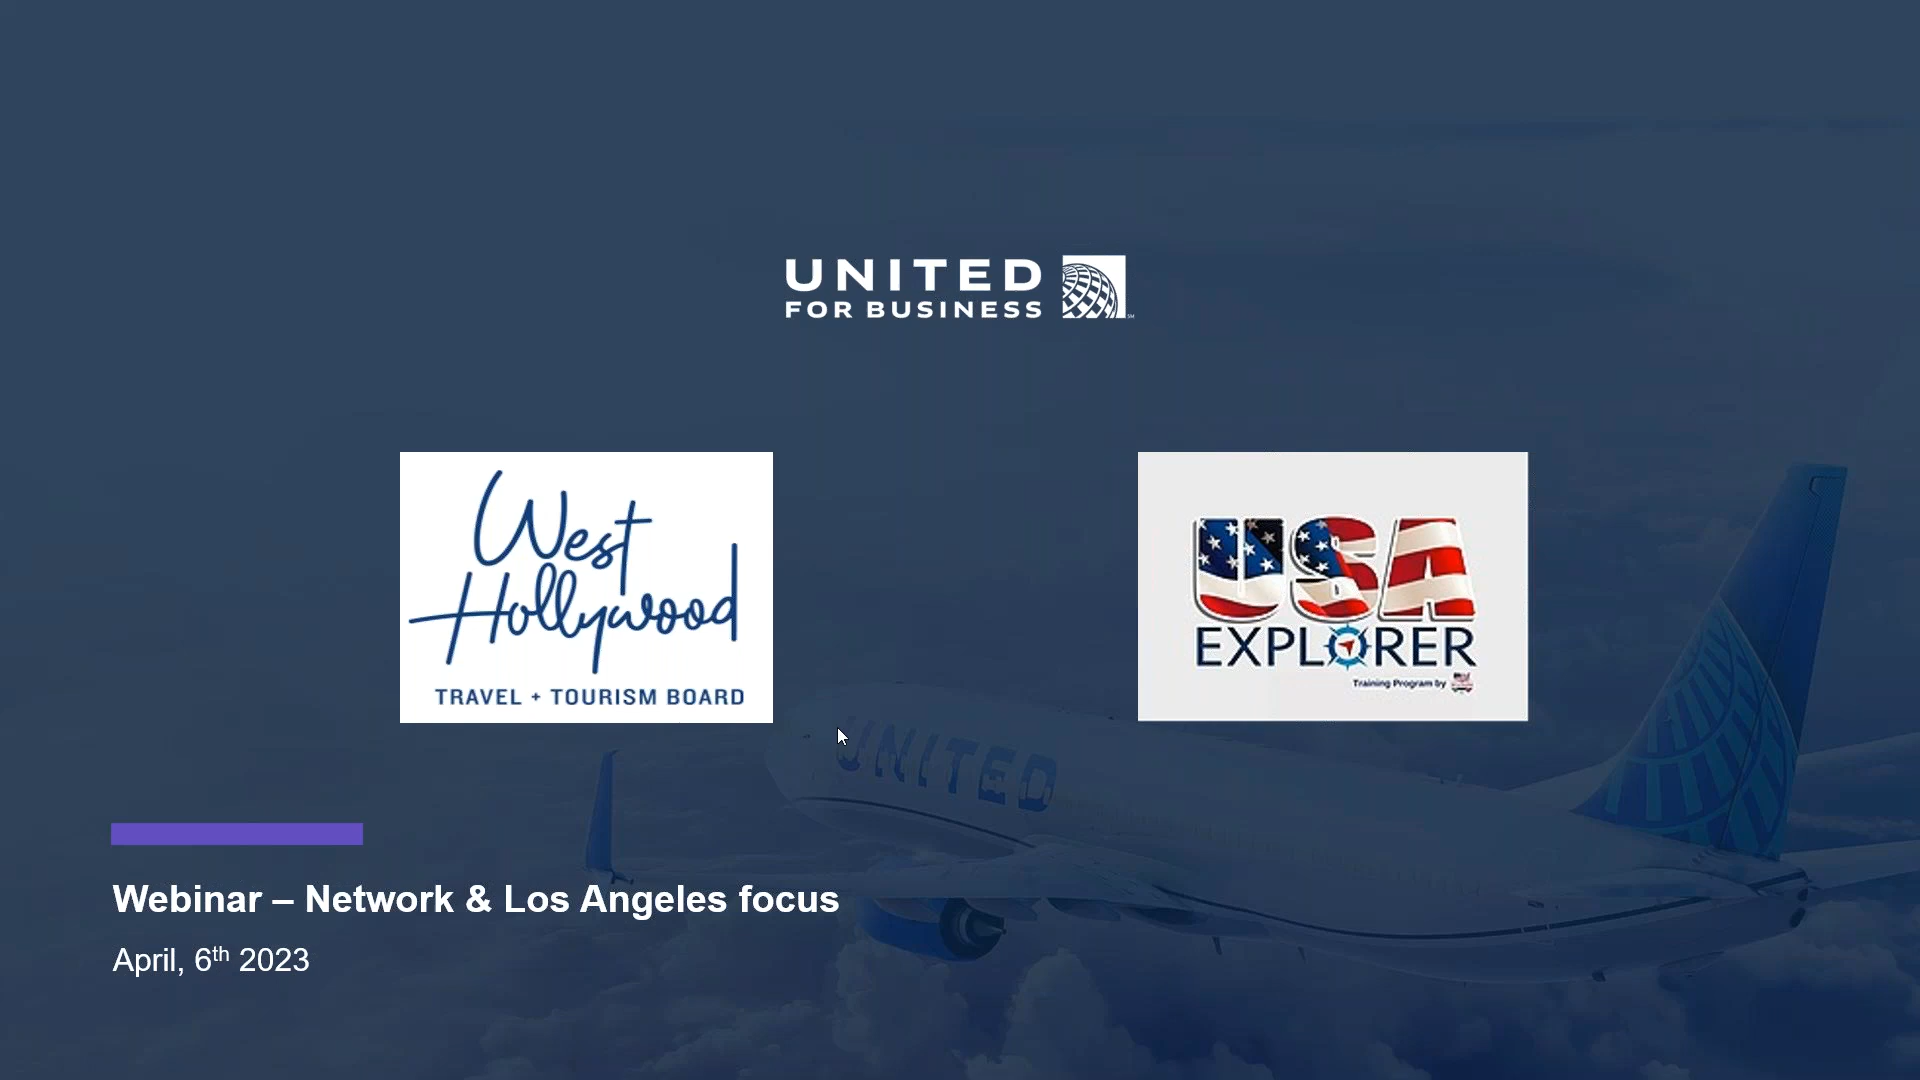 UNITED
FOR BUSINESS
West
Hollywood
TRAVEL + TOURISM BOARD
USA
EXPLORER
Training Program by
UNITED
Webinar – Network & Los Angeles focus
April, 6th 2023